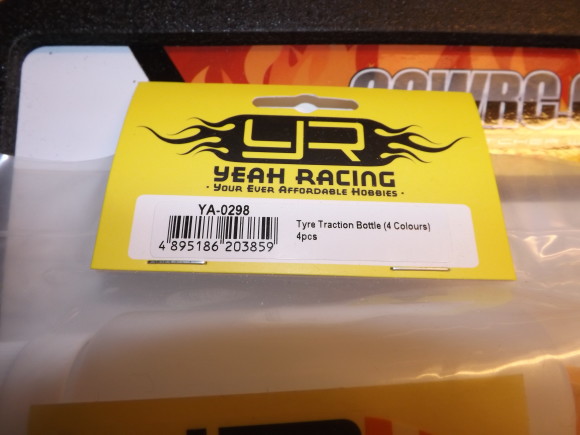 YR
YEAH RACING
· YOUR EVER AFFORDABLE HOBBIES ·
YA-0298
Tyre Traction Bottle (4 Colours)
4pcs
4 895186 203859